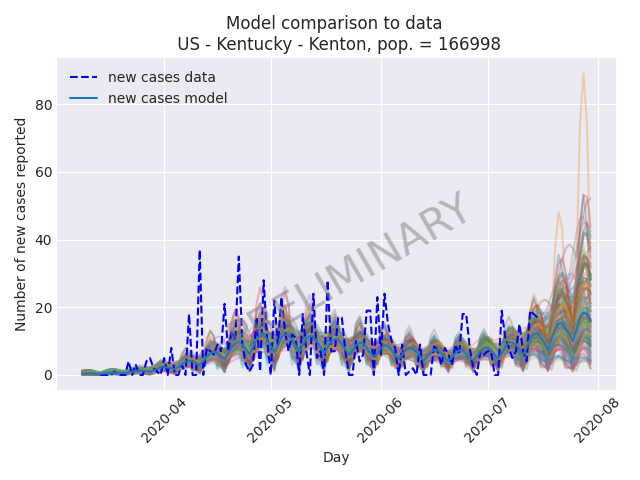 Model comparison to data
US - Kentucky - Kenton, pop. = 166998
new cases data
new cases model
Number of new cases reported
80
60
40
20
0
2020-04
2020-05
2020-06
2020-07
2020-08
Day